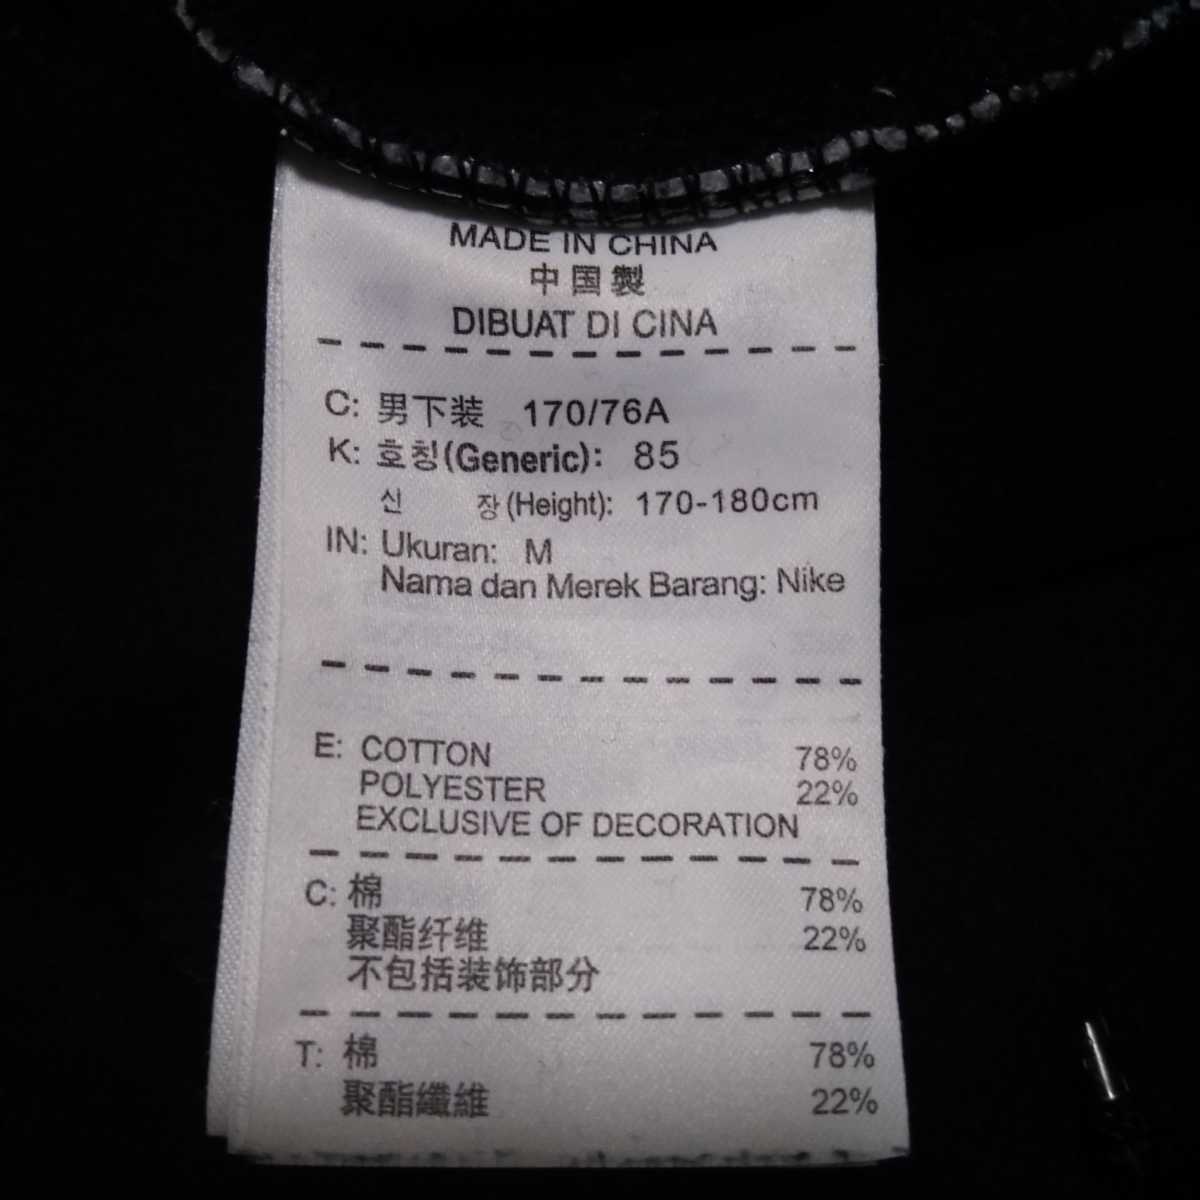 MADE IN CHINA
中国製
DIBUAT DI CINA
C: 男下装 170/76A
K: 호칭(Generic): 85
신 장(Height): 170-180cm
IN: Ukuran: M
Nama dan Merek Barang: Nike
E: COTTON 78%
POLYESTER 22%
EXCLUSIVE OF DECORATION
C: 棉 78%
聚酯纤维 22%
不包括装饰部分
T: 棉 78%
聚酯纖維 22%